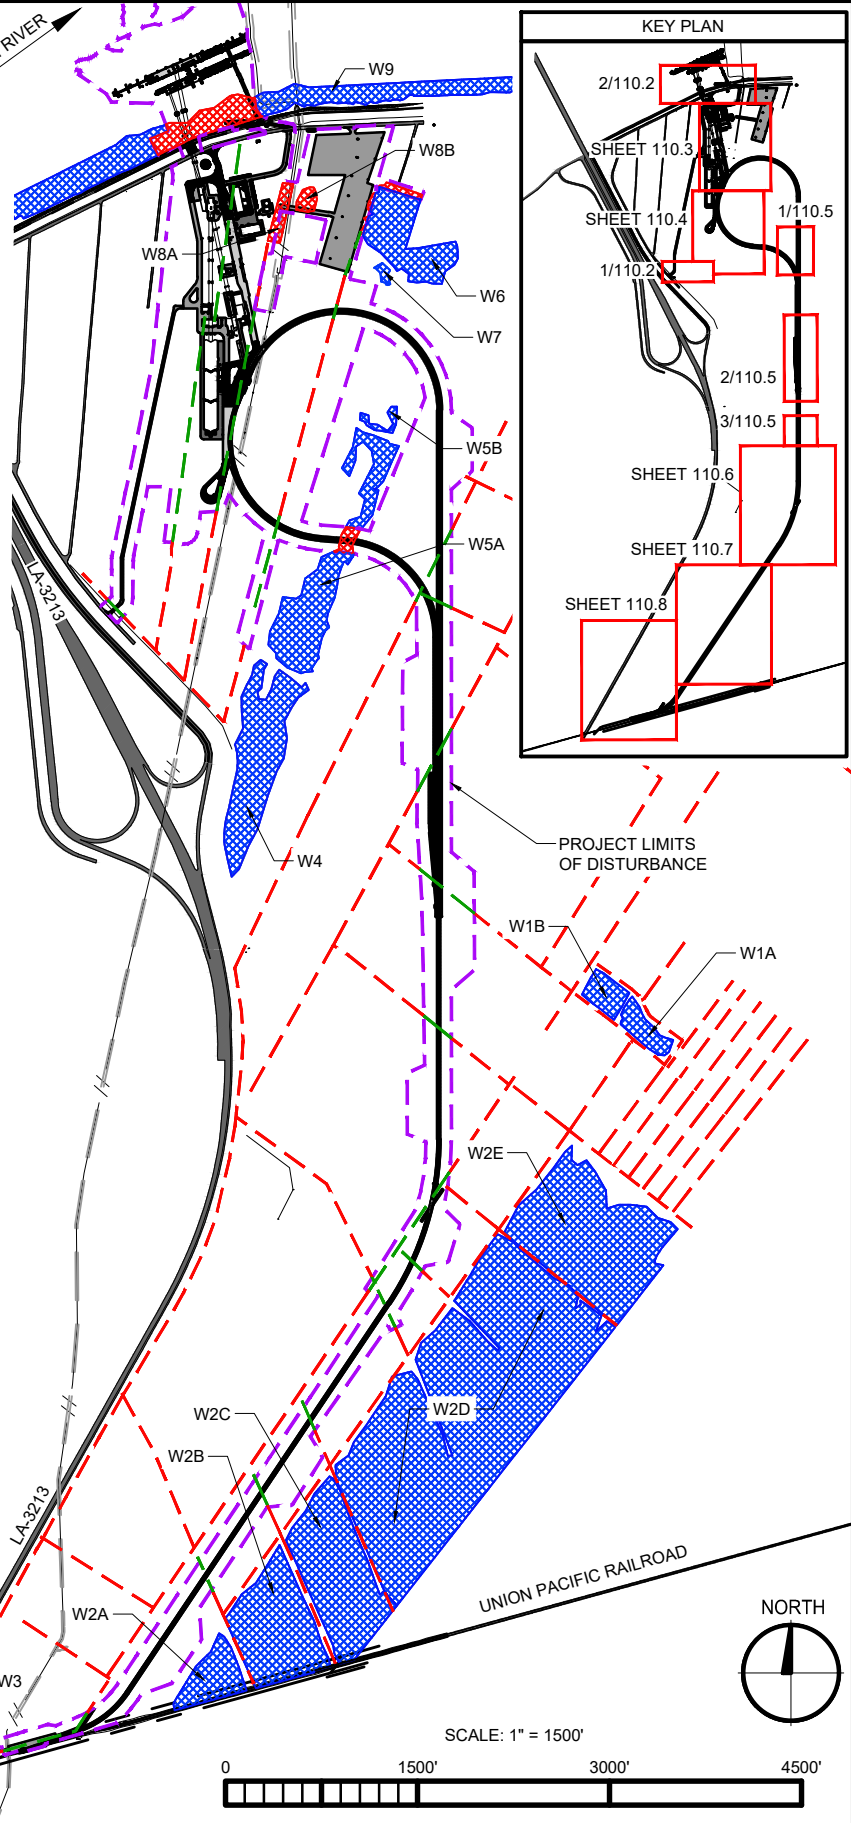 RIVER
W9
W8B
W8A
W6
W7
W5B
W5A
LA-3213
W4
PROJECT LIMITS
OF DISTURBANCE
W1B
W1A
W2E
W2D
W2C
W2B
LA-3213
W2A
W3
UNION PACIFIC RAILROAD
NORTH
SCALE: 1" = 1500'
0 1500' 3000' 4500'
KEY PLAN
2/110.2
SHEET 110.3
SHEET 110.4
1/110.5
1/110.2
2/110.5
3/110.5
SHEET 110.6
SHEET 110.7
SHEET 110.8